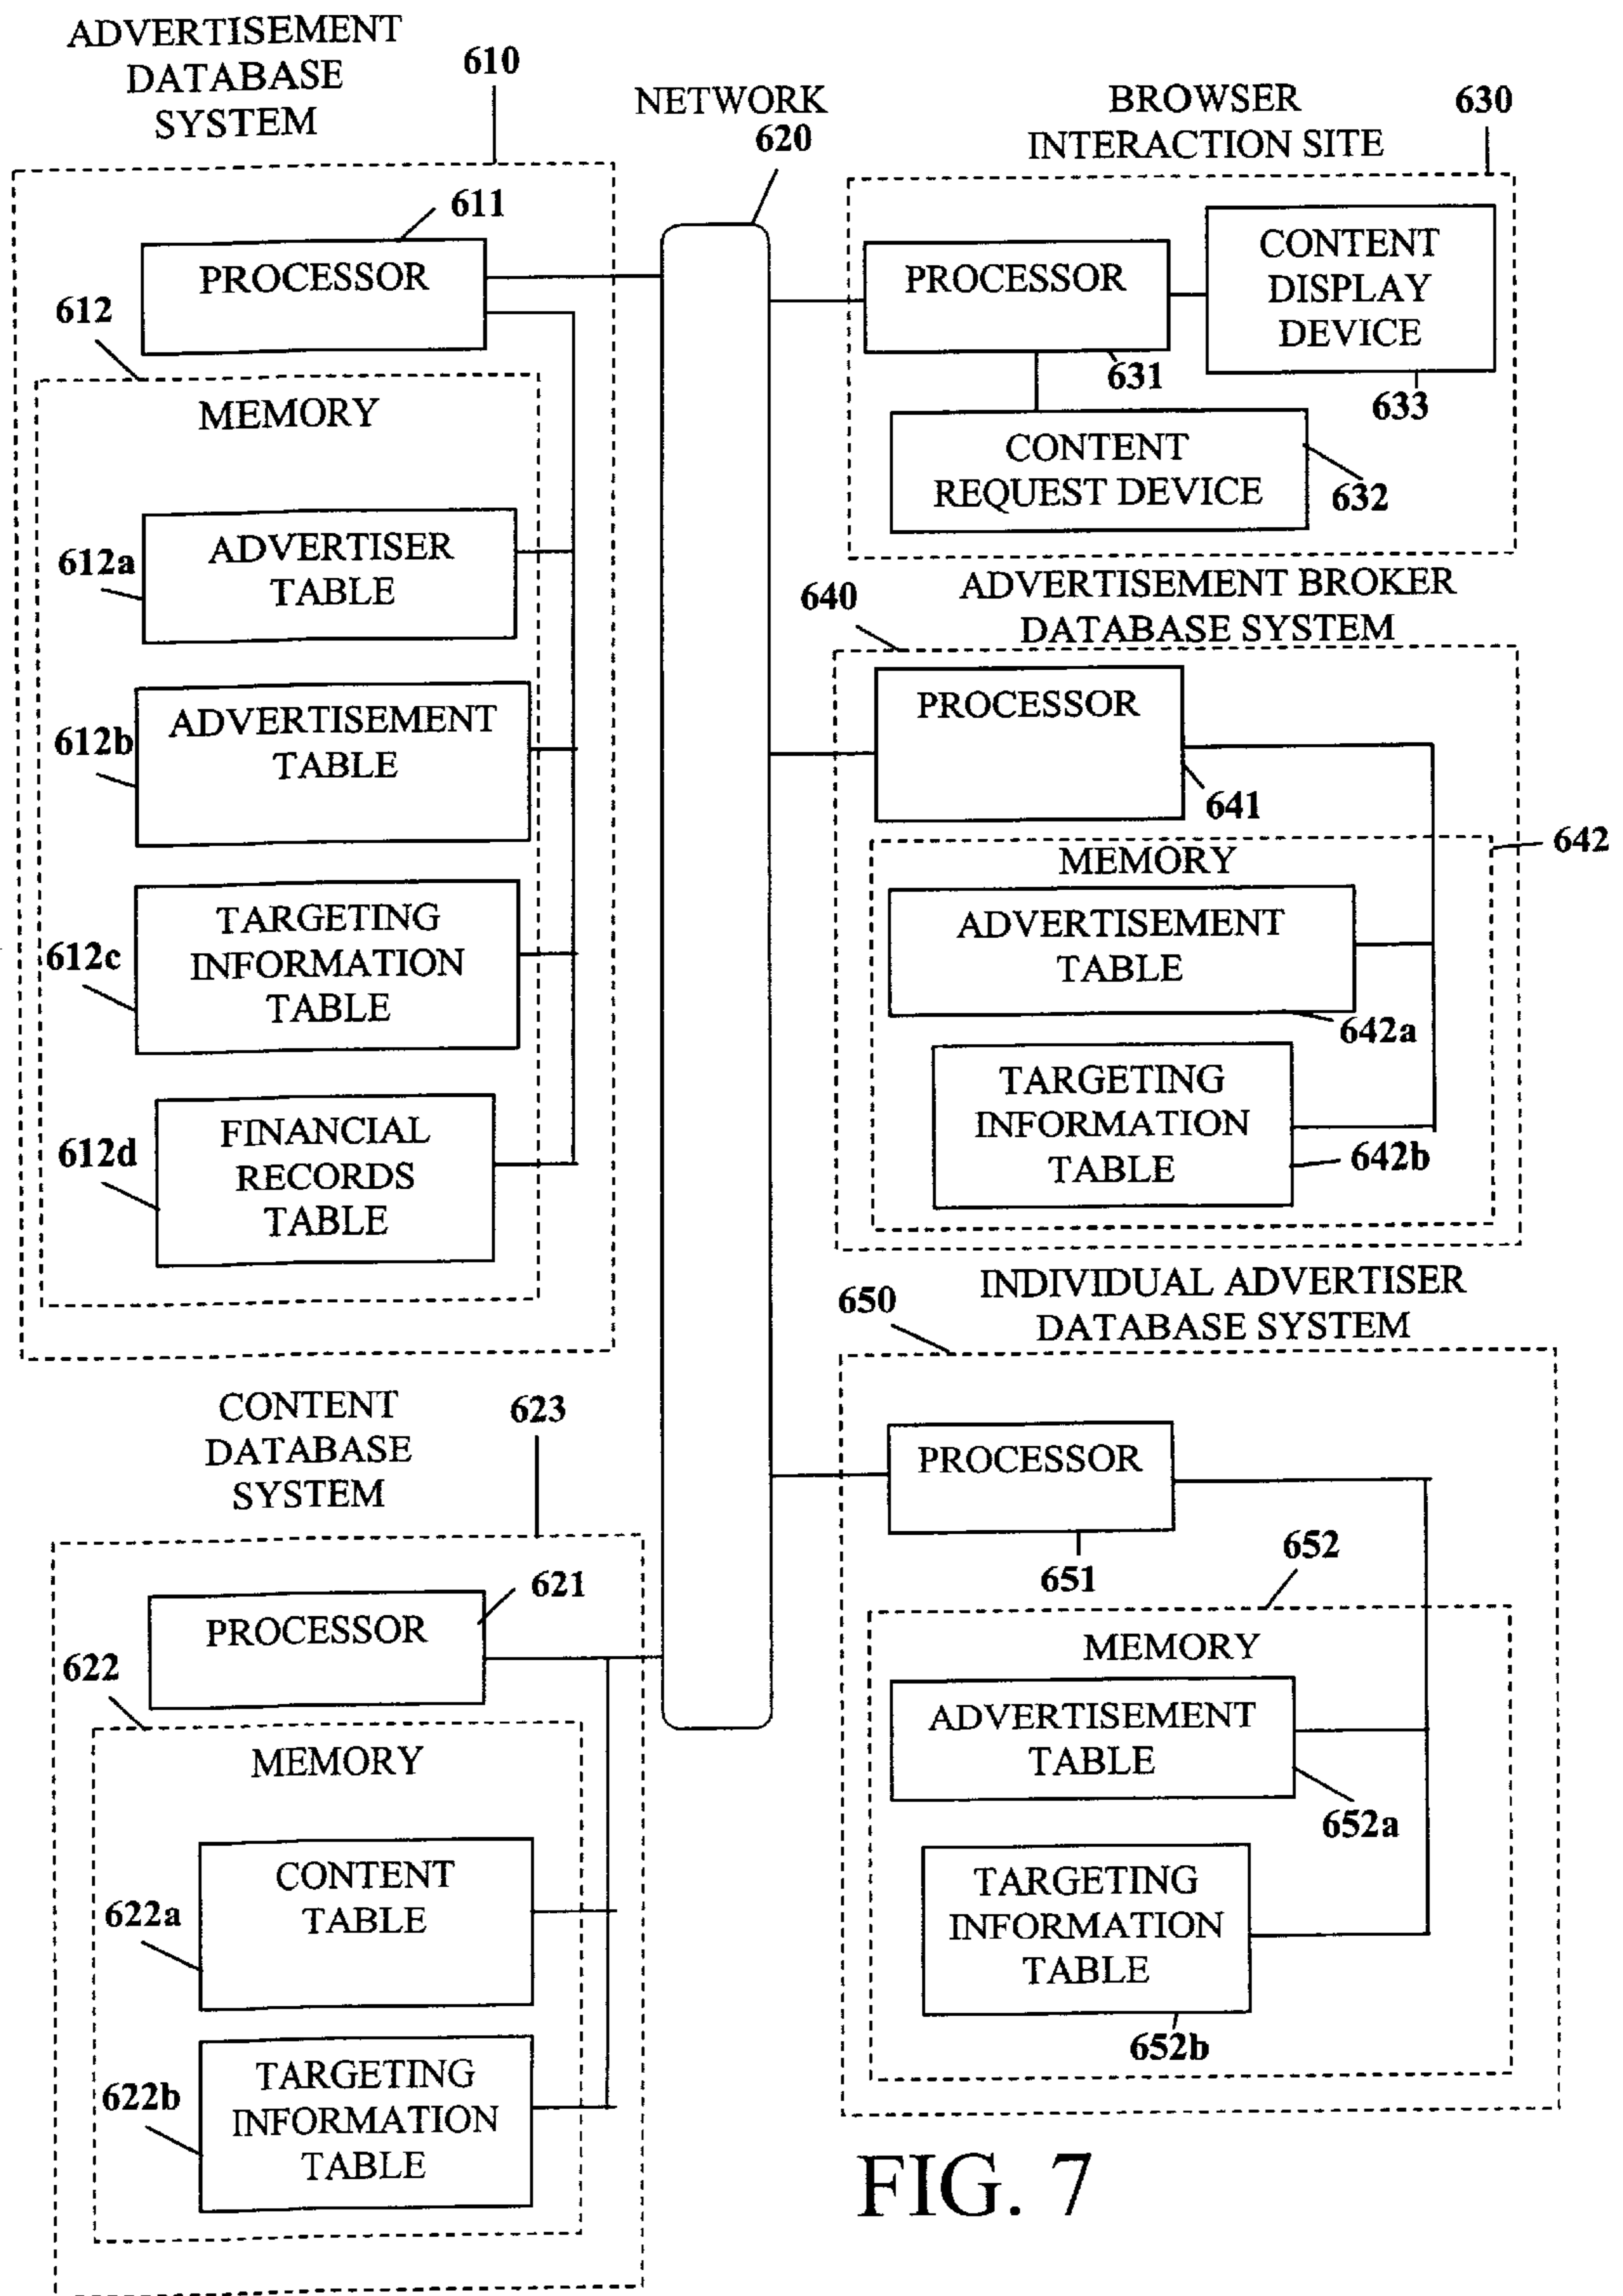 ADVERTISEMENT
DATABASE
SYSTEM
610
611
PROCESSOR
612
MEMORY
612a
ADVERTISER
TABLE
612b
ADVERTISEMENT
TABLE
612c
TARGETING
INFORMATION
TABLE
612d
FINANCIAL
RECORDS
TABLE
CONTENT
DATABASE
SYSTEM
623
621
PROCESSOR
622
MEMORY
622a
CONTENT
TABLE
622b
TARGETING
INFORMATION
TABLE
NETWORK
620
BROWSER
INTERACTION SITE
630
PROCESSOR
631
CONTENT
DISPLAY
DEVICE
633
CONTENT
REQUEST DEVICE
632
640
ADVERTISEMENT BROKER
DATABASE SYSTEM
PROCESSOR
641
642
MEMORY
ADVERTISEMENT
TABLE
642a
TARGETING
INFORMATION
TABLE
642b
650
INDIVIDUAL ADVERTISER
DATABASE SYSTEM
PROCESSOR
651
652
MEMORY
ADVERTISEMENT
TABLE
652a
TARGETING
INFORMATION
TABLE
652b
FIG. 7